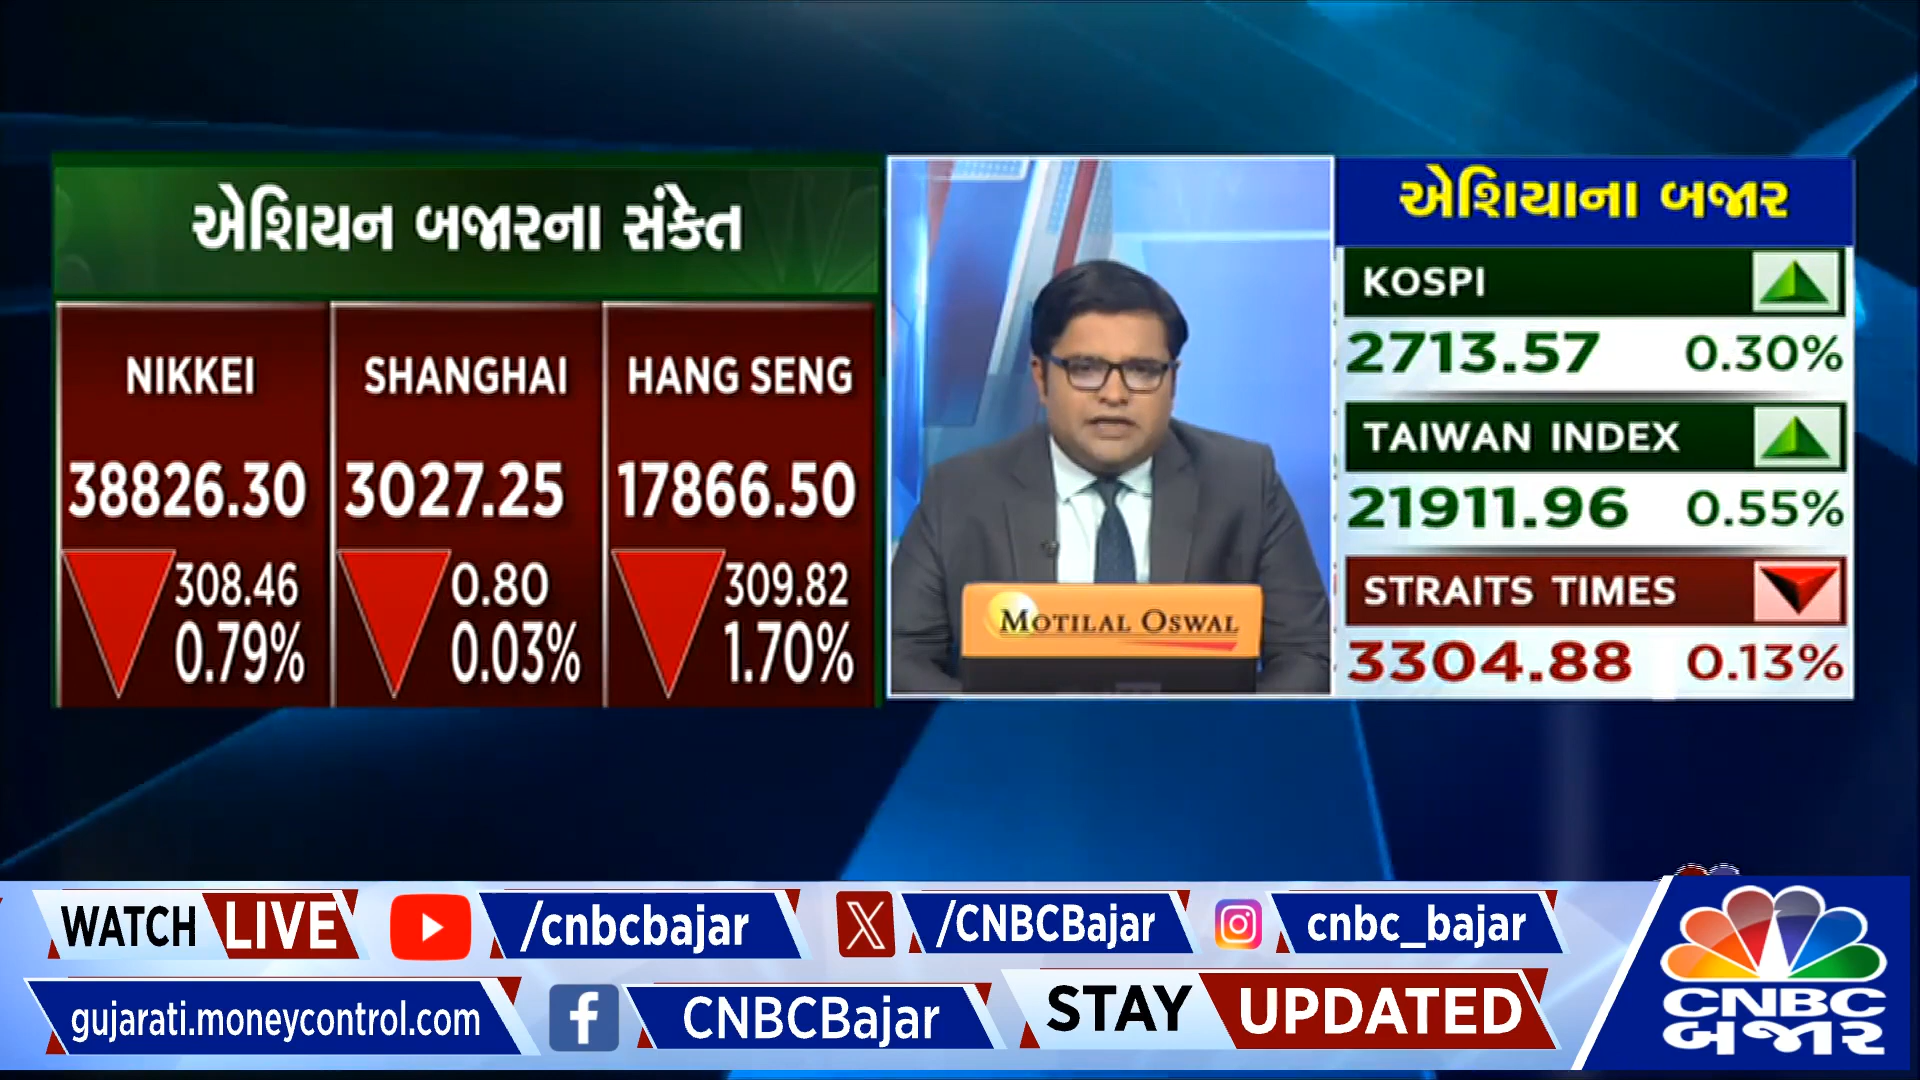 એશિયન બજારના સંકેત
NIKKEI
38826.30
308.46
0.79%
SHANGHAI
3027.25
0.80
0.03%
HANG SENG
17866.50
309.82
1.70%
MOTILAL OSWAL
એશિયાના બજાર
KOSPI
2713.57 0.30%
TAIWAN INDEX
21911.96 0.55%
STRAITS TIMES
3304.88 0.13%
WATCH LIVE /cnbcbajar /CNBCBajar cnbc_bajar
gujarati.moneycontrol.com CNBCBajar STAY UPDATED
CNBC
બજાર